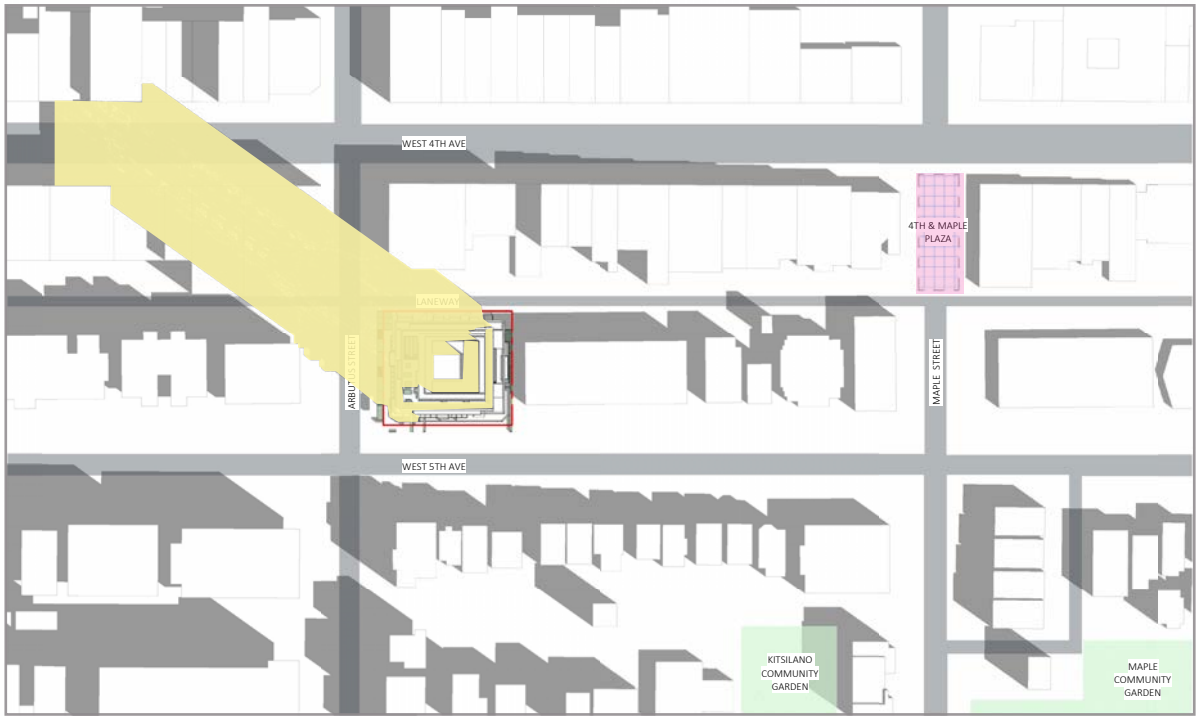 WEST 4TH AVE
4TH & MAPLE
PLAZA
LANEWAY
ARBUTUS STREET
MAPLE STREET
WEST 5TH AVE
KITSILANO
COMMUNITY
GARDEN
MAPLE
COMMUNITY
GARDEN